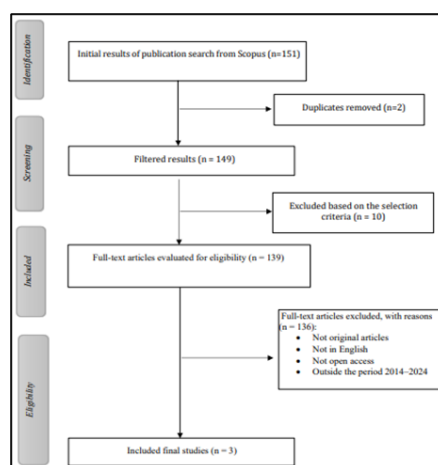 Identification
Initial results of publication search from Scopus (n=151)
Duplicates removed (n=2)
Screening
Filtered results (n = 149)
Excluded based on the selection
criteria (n = 10)
Included
Full-text articles evaluated for eligibility (n = 139)
Full-text articles excluded, with reasons
(n = 136):
• Not original articles
• Not in English
• Not open access
• Outside the period 2014–2024
Eligibility
Included final studies (n = 3)